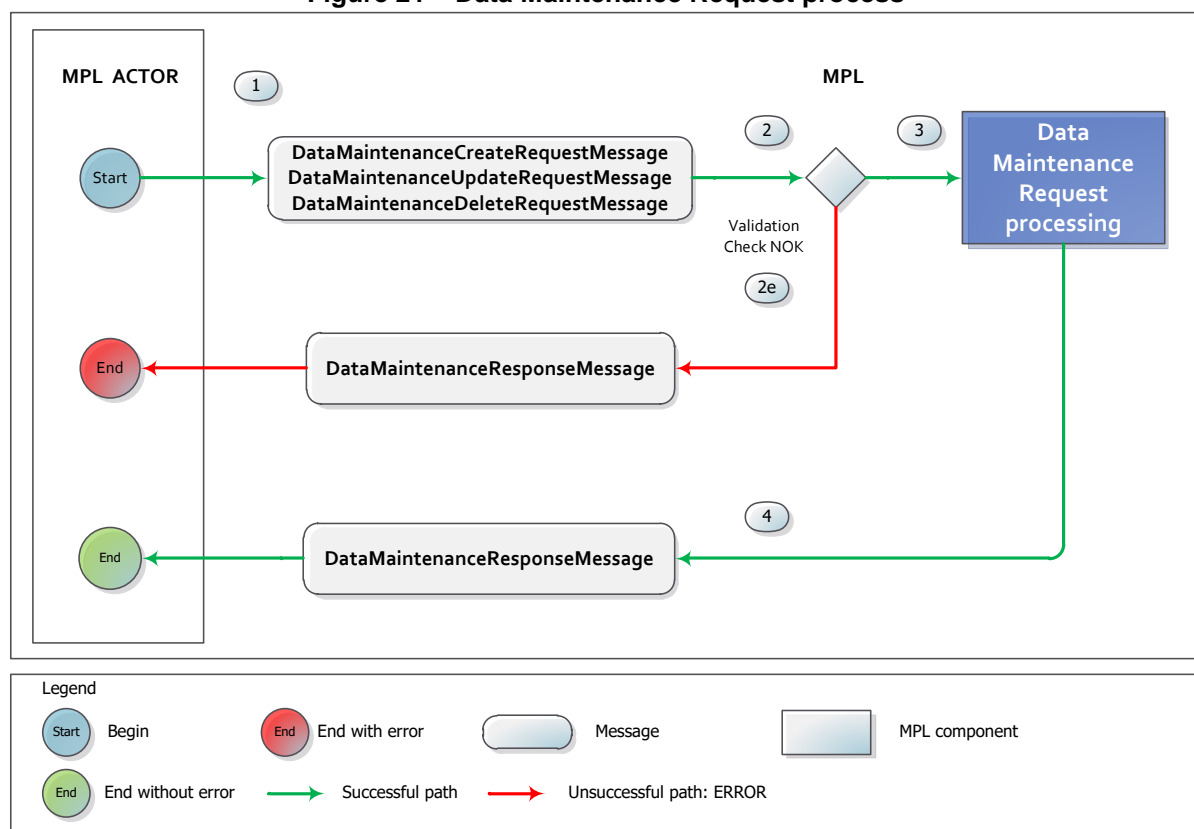 MPL ACTOR
1
MPL
Start
DataMaintenanceCreateRequestMessage
DataMaintenanceUpdateRequestMessage
DataMaintenanceDeleteRequestMessage
2
3
Data
Maintenance
Request
processing
Validation
Check NOK
2e
End
DataMaintenanceResponseMessage
4
End
DataMaintenanceResponseMessage
Legend
Start
Begin
End
End with error
Message
MPL component
End
End without error
Successful path
Unsuccessful path: ERROR